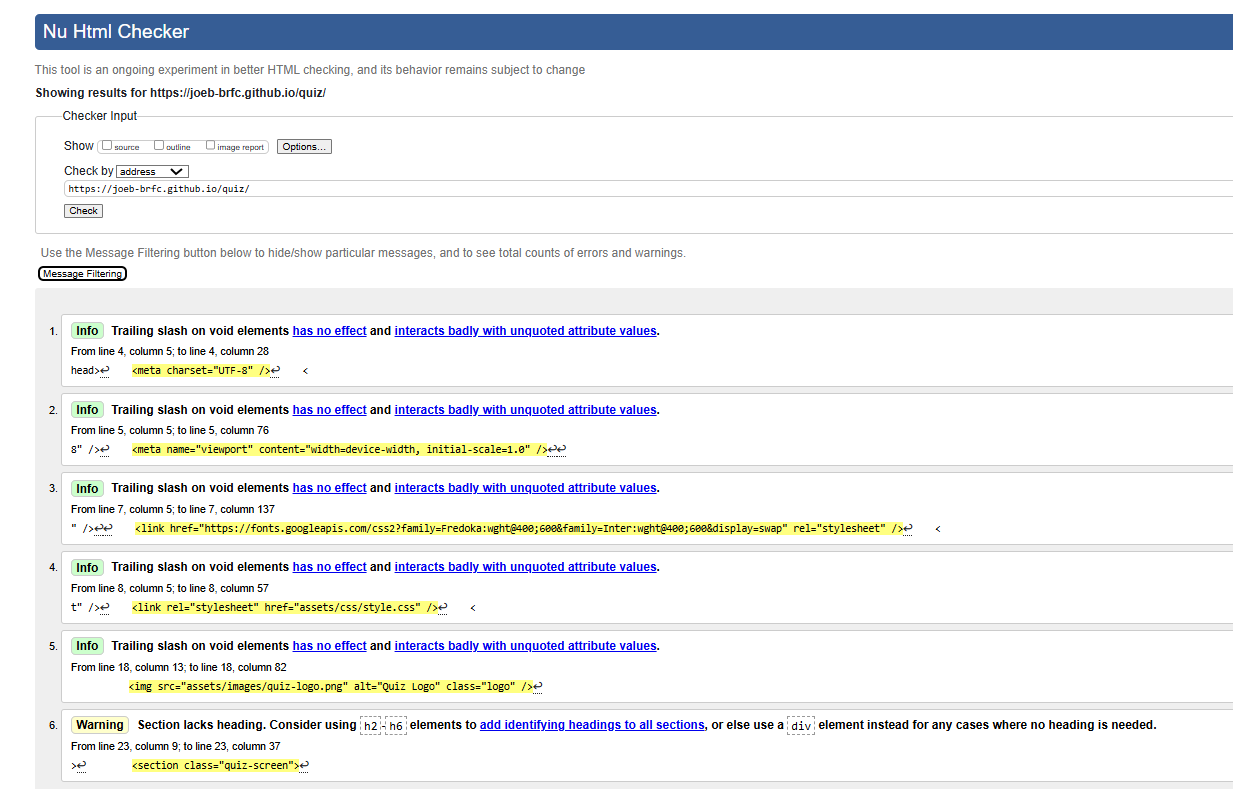 Nu Html Checker
This tool is an ongoing experiment in better HTML checking, and its behavior remains subject to change
Showing results for https://joeb-brfc.github.io/quiz/
Checker Input
Show source outline image report Options...
Check by address
https://joeb-brfc.github.io/quiz/
Check
Use the Message Filtering button below to hide/show particular messages, and to see total counts of errors and warnings.
Message Filtering
1. Info Trailing slash on void elements has no effect and interacts badly with unquoted attribute values.
From line 4, column 5; to line 4, column 28
head>↩ <meta charset="UTF-8" />↩ <
2. Info Trailing slash on void elements has no effect and interacts badly with unquoted attribute values.
From line 5, column 5; to line 5, column 76
8" />↩ <meta name="viewport" content="width=device-width, initial-scale=1.0" />↩↩
3. Info Trailing slash on void elements has no effect and interacts badly with unquoted attribute values.
From line 7, column 5; to line 7, column 137
" />↩↩ <link href="https://fonts.googleapis.com/css2?family=Fredoka:wght@400;600&family=Inter:wght@400;600&display=swap" rel="stylesheet" />↩ <
4. Info Trailing slash on void elements has no effect and interacts badly with unquoted attribute values.
From line 8, column 5; to line 8, column 57
t" />↩ <link rel="stylesheet" href="assets/css/style.css" />↩ <
5. Info Trailing slash on void elements has no effect and interacts badly with unquoted attribute values.
From line 18, column 13; to line 18, column 82
<img src="assets/images/quiz-logo.png" alt="Quiz Logo" class="logo" />↩
6. Warning Section lacks heading. Consider using h2-h6 elements to add identifying headings to all sections, or else use a div element instead for any cases where no heading is needed.
From line 23, column 9; to line 23, column 37
>↩ <section class="quiz-screen">↩